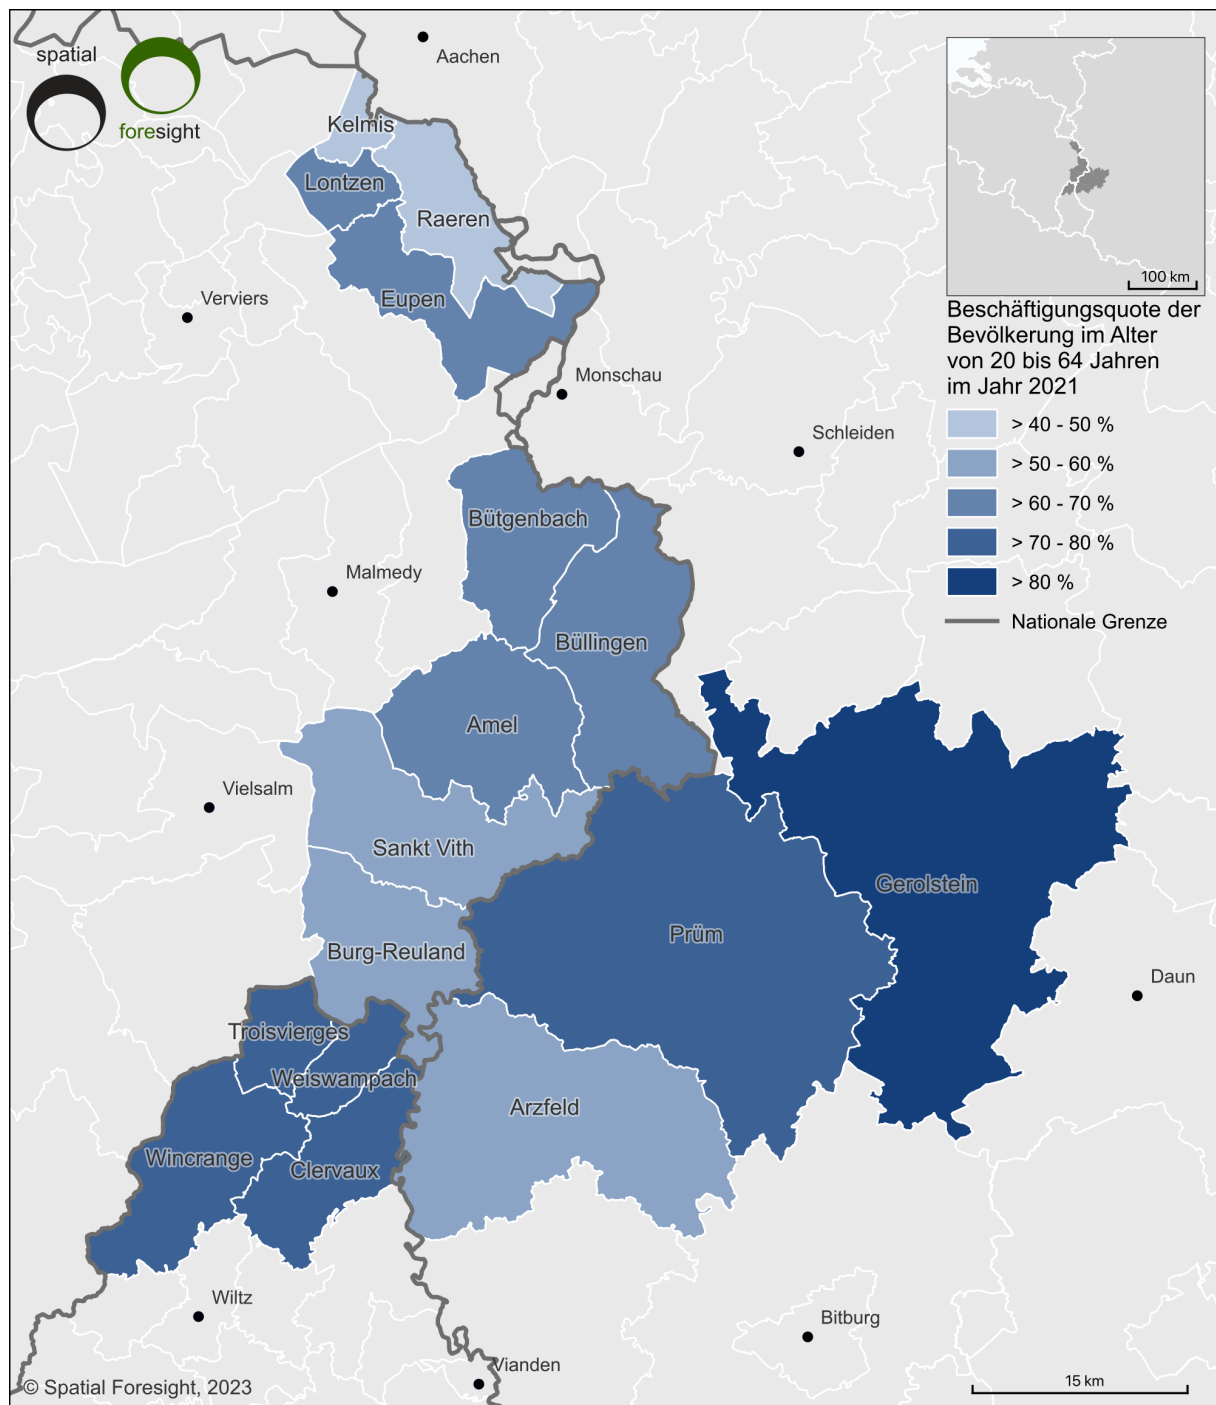 spatial
foresight
Aachen
Kelmis
Lontzen
Raeren
Verviers
Eupen
Monschau
Schleiden
Bütgenbach
Malmedy
Büllingen
Amel
Vielsalm
Sankt Vith
Gerolstein
Prüm
Burg-Reuland
Daun
Troisvierges
Weiswampach
Arzfeld
Wincrange
Clervaux
Wiltz
Bitburg
Vianden
© Spatial Foresight, 2023
15 km
100 km
Beschäftigungsquote der
Bevölkerung im Alter
von 20 bis 64 Jahren
im Jahr 2021
> 40 - 50 %
> 50 - 60 %
> 60 - 70 %
> 70 - 80 %
> 80 %
Nationale Grenze